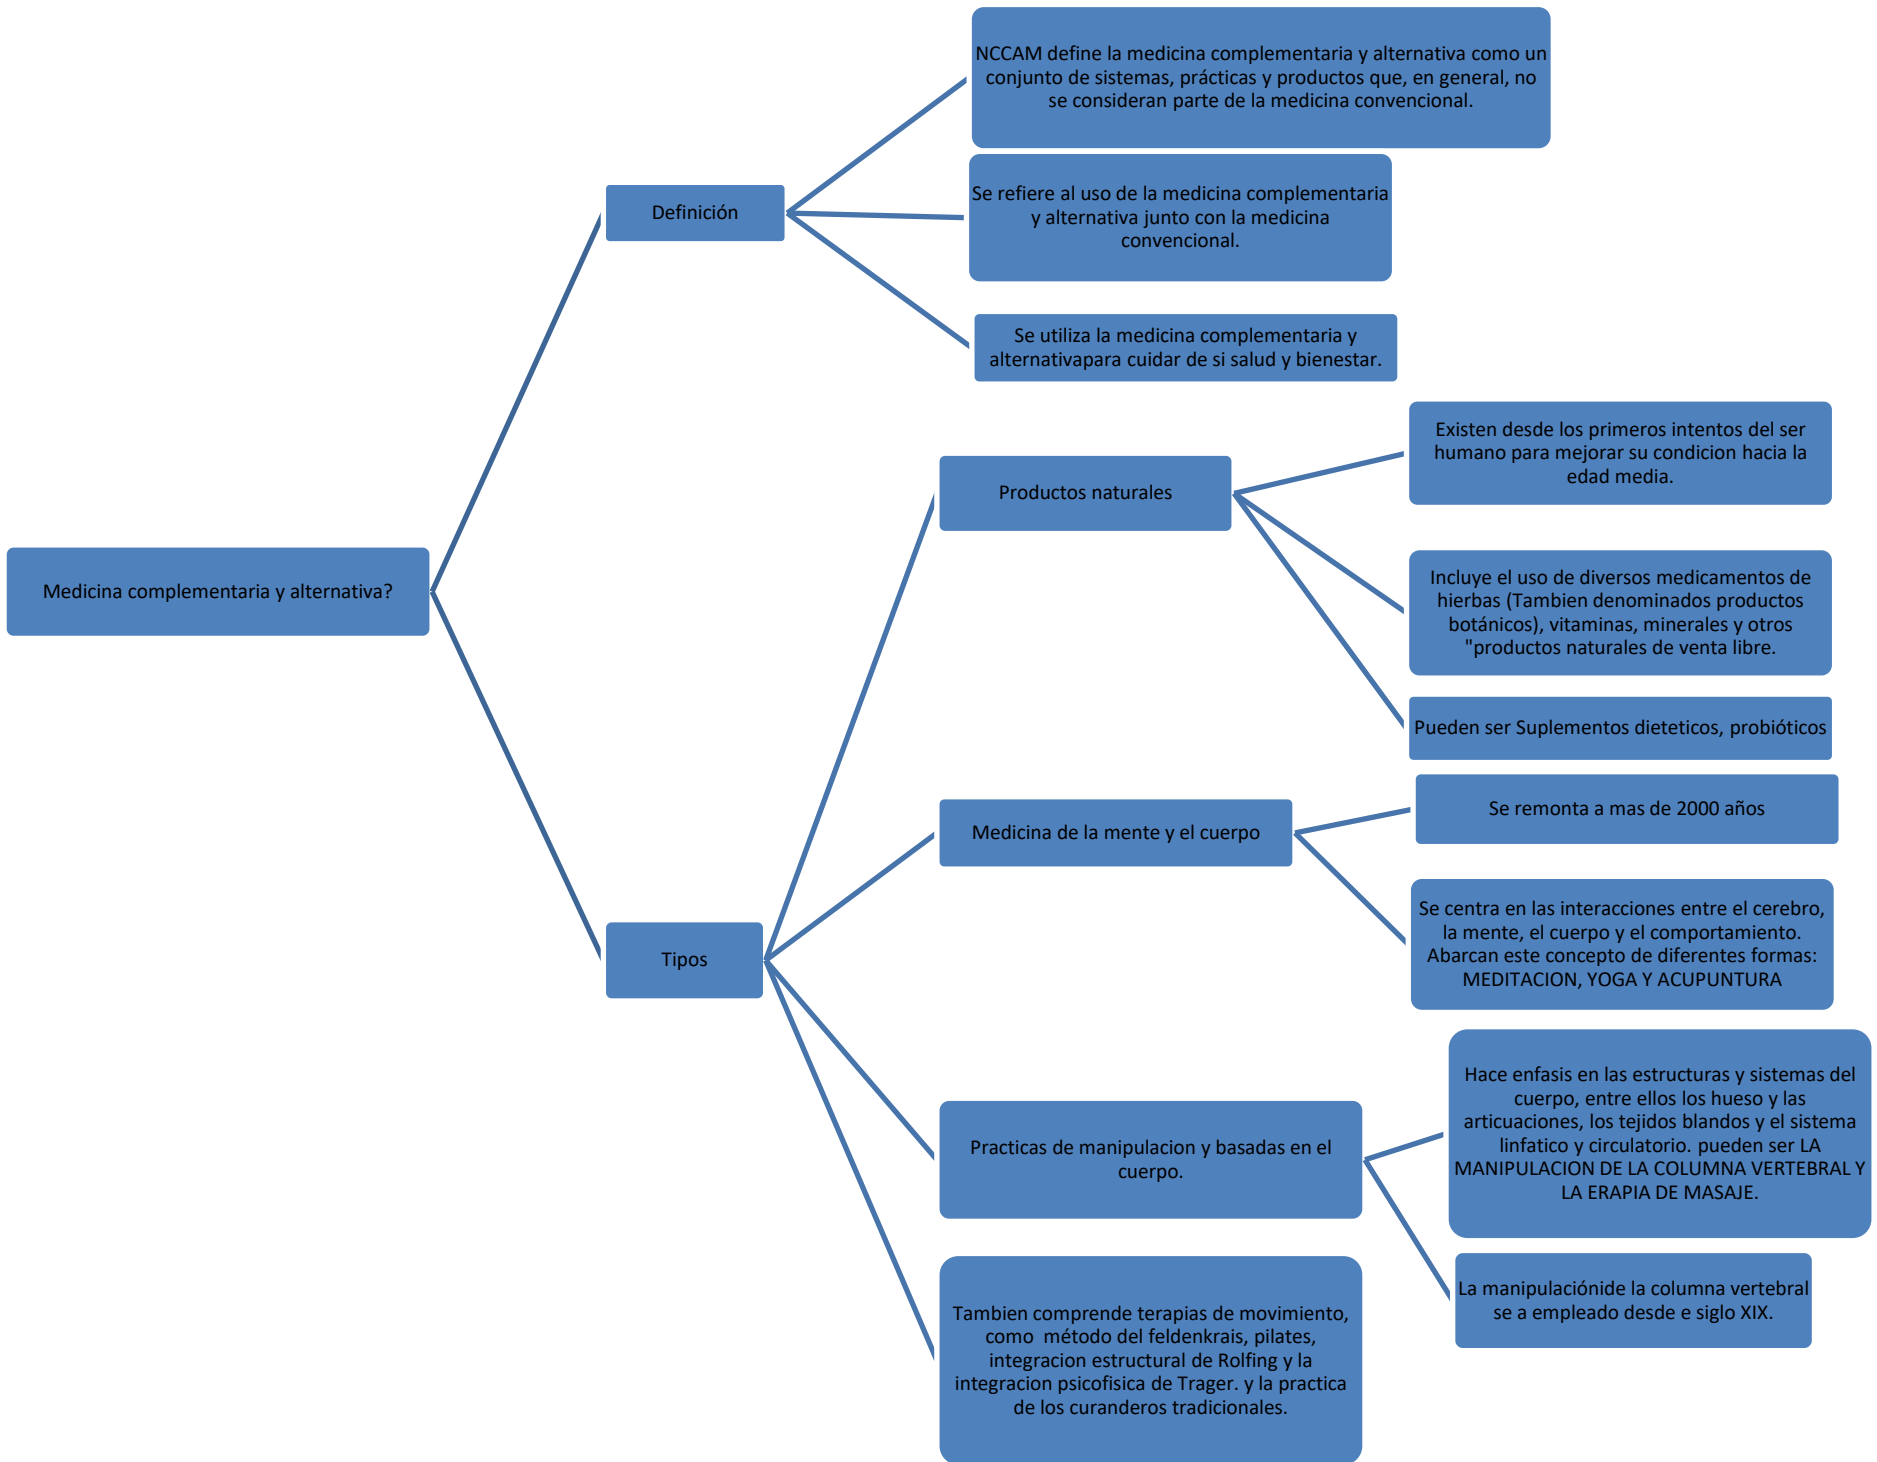 Medicina complementaria y alternativa?
Definición
NCCAM define la medicina complementaria y alternativa como un
conjunto de sistemas, prácticas y productos que, en general, no
se consideran parte de la medicina convencional.
Se refiere al uso de la medicina complementaria
y alternativa junto con la medicina
convencional.
Se utiliza la medicina complementaria y
alternativapara cuidar de si salud y bienestar.
Tipos
Productos naturales
Existen desde los primeros intentos del ser
humano para mejorar su condicion hacia la
edad media.
Incluye el uso de diversos medicamentos de
hierbas (Tambien denominados productos
botánicos), vitaminas, minerales y otros
"productos naturales de venta libre.
Pueden ser Suplementos dieteticos, probióticos
Medicina de la mente y el cuerpo
Se remonta a mas de 2000 años
Se centra en las interacciones entre el cerebro,
la mente, el cuerpo y el comportamiento.
Abarcan este concepto de diferentes formas:
MEDITACION, YOGA Y ACUPUNTURA
Practicas de manipulacion y basadas en el
cuerpo.
Hace enfasis en las estructuras y sistemas del
cuerpo, entre ellos los hueso y las
articuaciones, los tejidos blandos y el sistema
linfatico y circulatorio. pueden ser LA
MANIPULACION DE LA COLUMNA VERTEBRAL Y
LA ERAPIA DE MASAJE.
La manipulaciónide la columna vertebral
se a empleado desde e siglo XIX.
Tambien comprende terapias de movimiento,
como  método del feldenkrais, pilates,
integracion estructural de Rolfing y la
integracion psicofisica de Trager. y la practica
de los curanderos tradicionales.